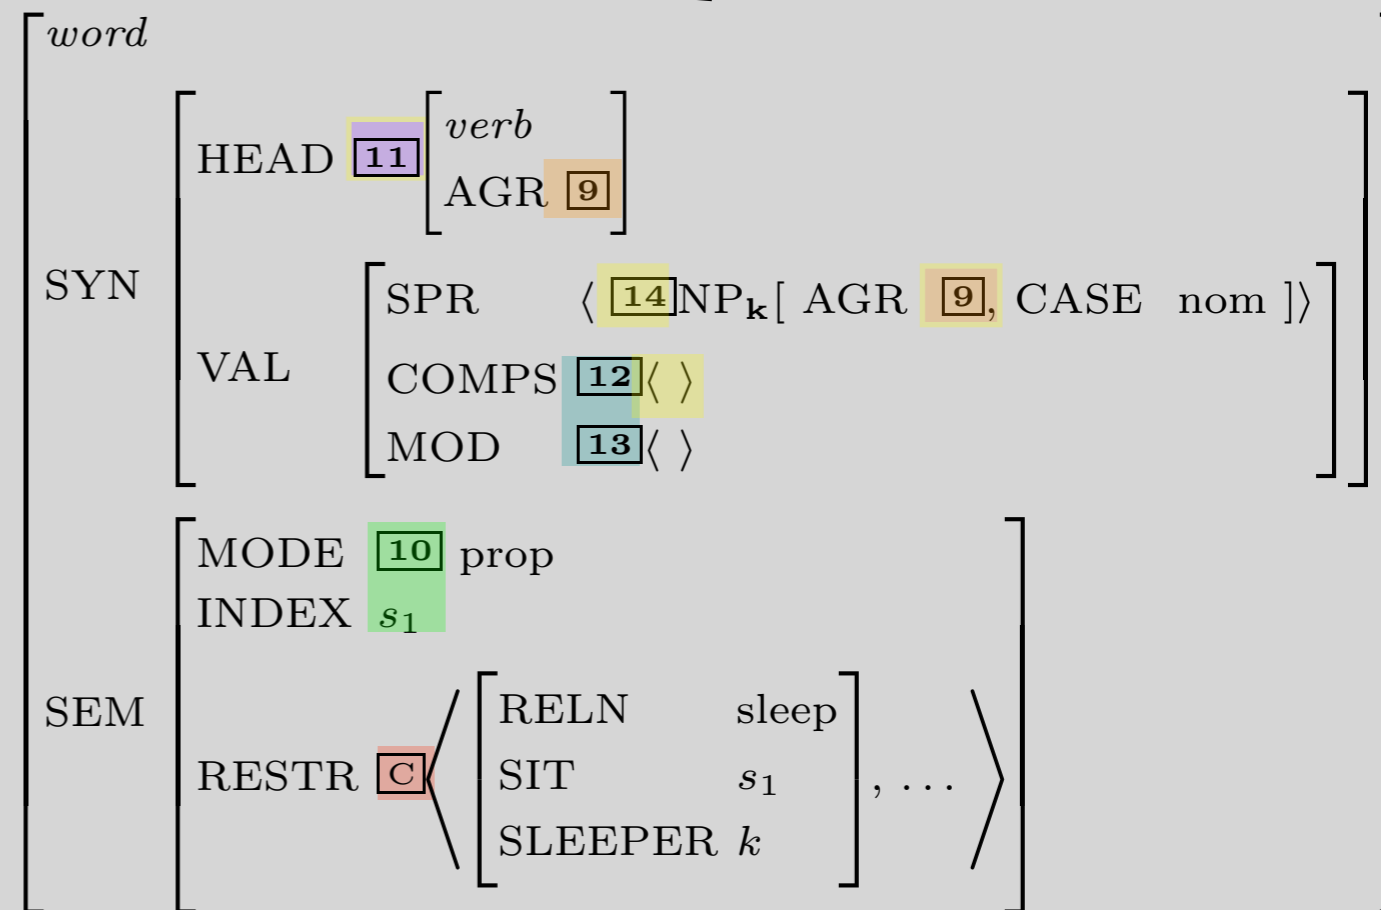 word
HEAD 11 verb
AGR 9
SYN
SPR ⟨ 14 NPk[ AGR 9, CASE nom ]⟩
VAL
COMPS 12 ⟨ ⟩
MOD 13 ⟨ ⟩
MODE 10 prop
INDEX s1
SEM
RELN sleep
RESTR C ⟨ SIT s1 , ... ⟩
SLEEPER k